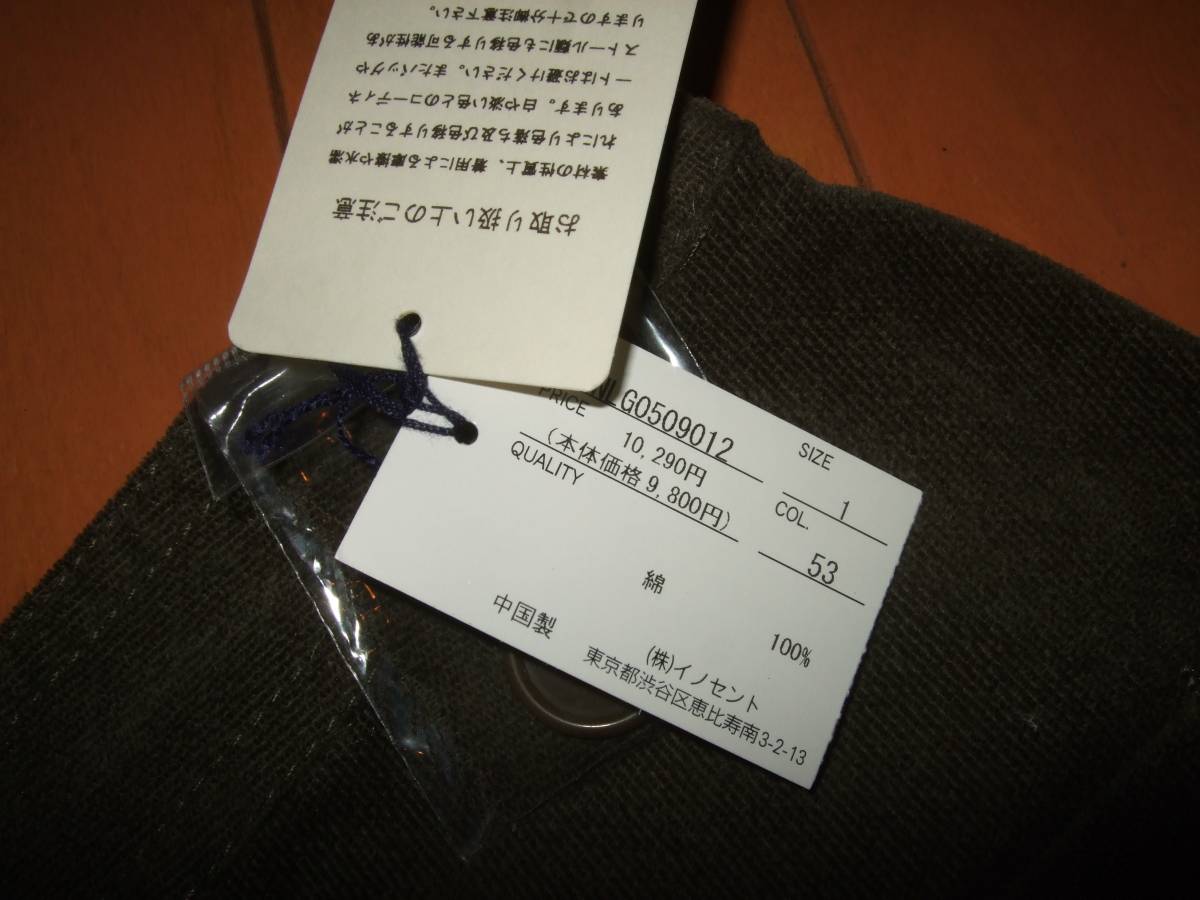 お取り扱い上のご注意
素材の性質上、着用による摩擦や水濡
れにより色落ち及び色移りすることが
あります。白や淡い色とのコーディネ
ートはお避けください。またバッグや
ストール類にも色移りする可能性があ
りますので十分御注意下さい。
NLG0509012
PRICE
10,290円
(本体価格 9,800円)
QUALITY
SIZE
1
COL.
53
綿 100%
中国製
(株)イノセント
東京都渋谷区恵比寿南3-2-13